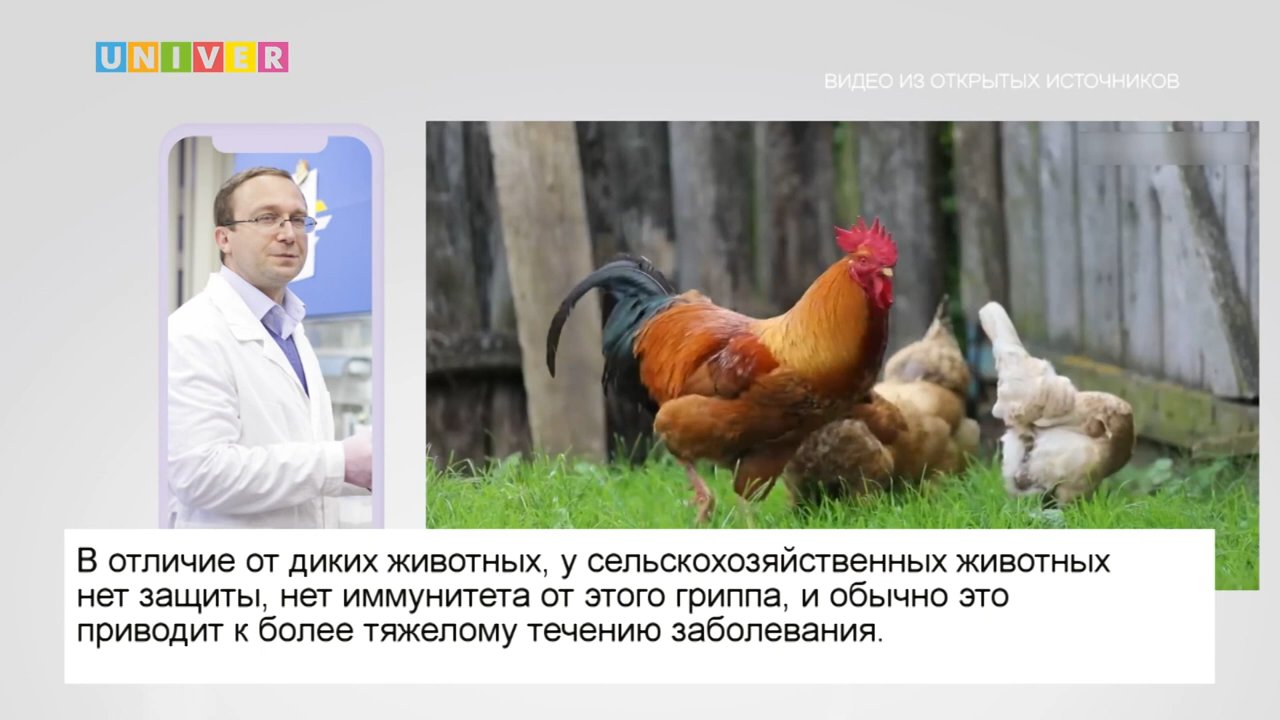 UNIVER
ВИДЕО ИЗ ОТКРЫТЫХ ИСТОЧНИКОВ
В отличие от диких животных, у сельскохозяйственных животных
нет защиты, нет иммунитета от этого гриппа, и обычно это
приводит к более тяжелому течению заболевания.